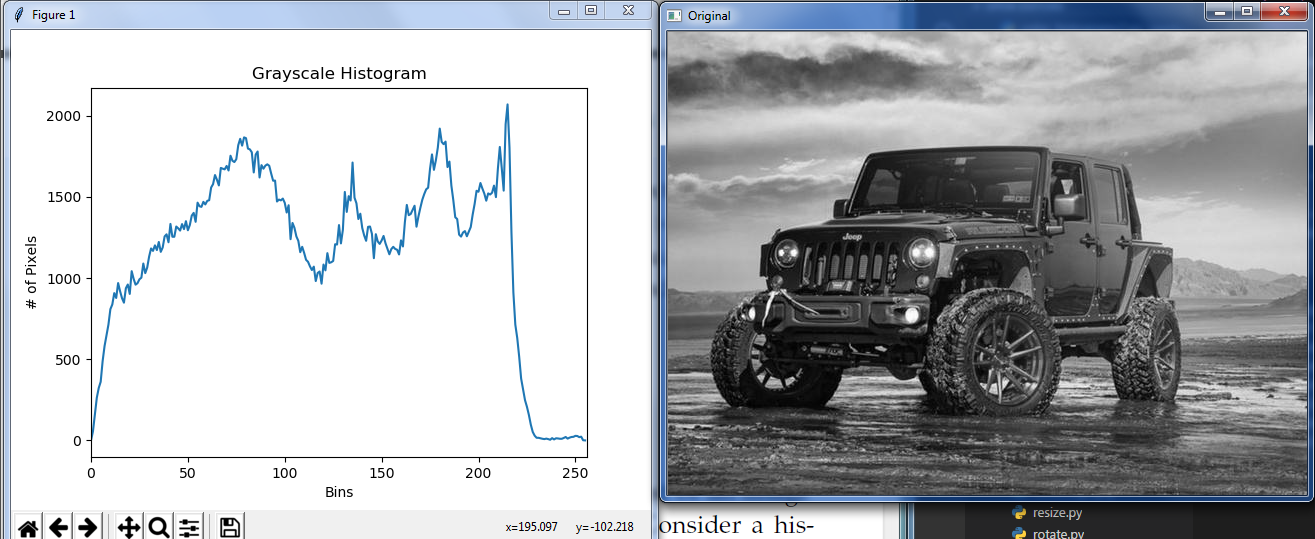 Figure 1
Grayscale Histogram
2000
1500
1000
500
0
# of Pixels
0 50 100 150 200 250
Bins
x=195.097 y=-102.218
Original
Jeep
onsider a his-
resize.py
rotate.py